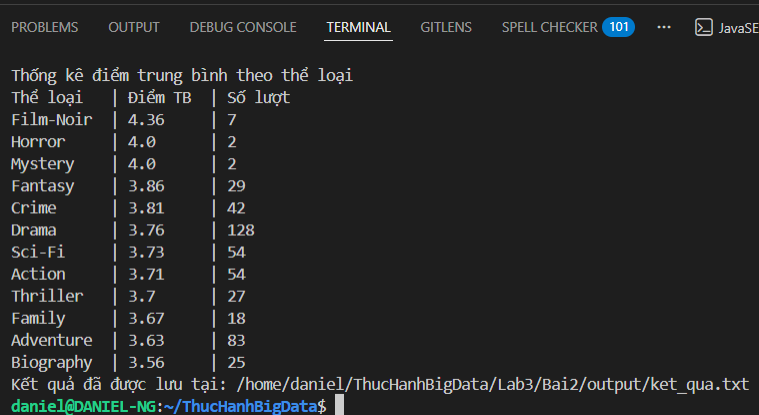 PROBLEMS OUTPUT DEBUG CONSOLE TERMINAL GITLENS SPELL CHECKER 101 ··· JavaSE
Thống kê điểm trung bình theo thể loại
Thể loại | Điểm TB | Số lượt
Film-Noir | 4.36 | 7
Horror | 4.0 | 2
Mystery | 4.0 | 2
Fantasy | 3.86 | 29
Crime | 3.81 | 42
Drama | 3.76 | 128
Sci-Fi | 3.73 | 54
Action | 3.71 | 54
Thriller | 3.7 | 27
Family | 3.67 | 18
Adventure | 3.63 | 83
Biography | 3.56 | 25
Kết quả đã được lưu tại: /home/daniel/ThucHanhBigData/Lab3/Bai2/output/ket_qua.txt
daniel@DANIEL-NG:~/ThucHanhBigData$